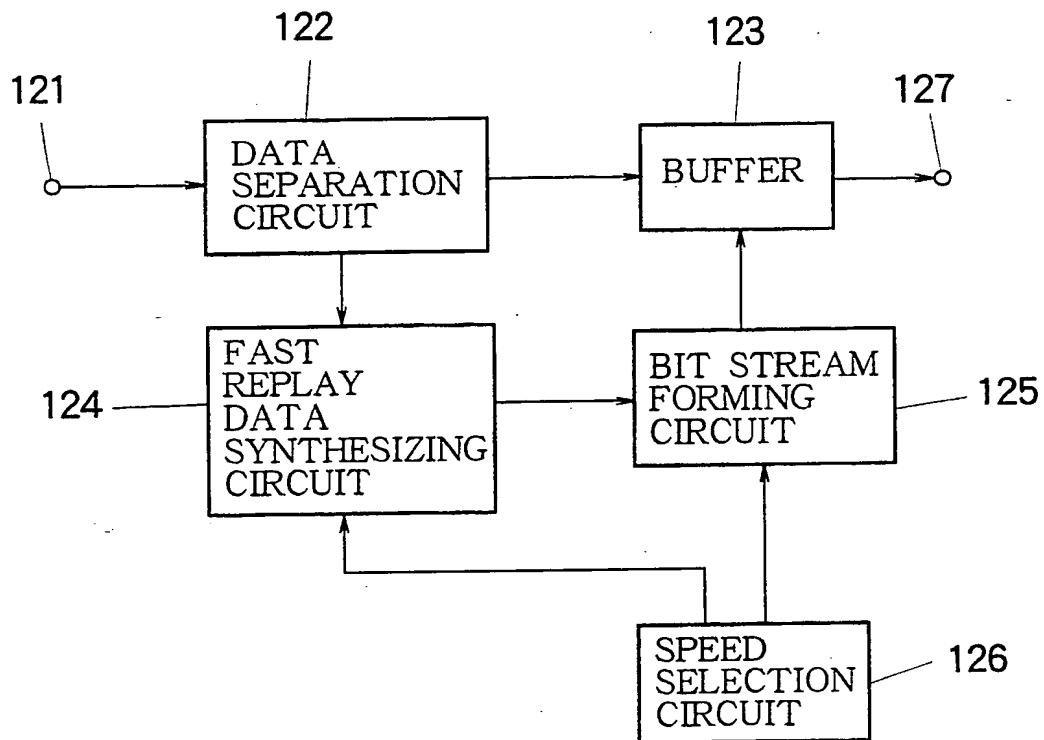 122
123
121
127
DATA
SEPARATION
CIRCUIT
BUFFER
124
FAST
REPLAY
DATA
SYNTHESIZING
CIRCUIT
BIT STREAM
FORMING
CIRCUIT
125
SPEED
SELECTION
CIRCUIT
126